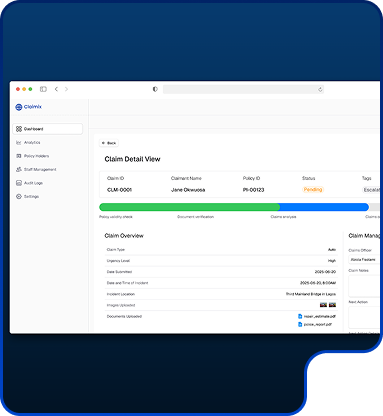 Claimix
Dashboard
Analytics
Policy Holders
Staff Management
Audit Logs
Settings
Back
Claim Detail View
Claim ID Claimant Name Policy ID Status Tags
CLM-0001 Jane Okwuosa PI-00123 Pending Escalat
Policy validity check Document verification Claims analysis Claims
Claim Overview Claim Manag
Claim Type Auto Claims Officer
Urgency Level High
Date Submitted 2025-06-20 Claim Notes
Date and Time of Incident 2025-06-20, 8:00AM
Incident Location Third Mainland Bridge in Lagos
Images Uploaded Next Action
Documents Uploaded repair_estimate.pdf
police_report.pdf